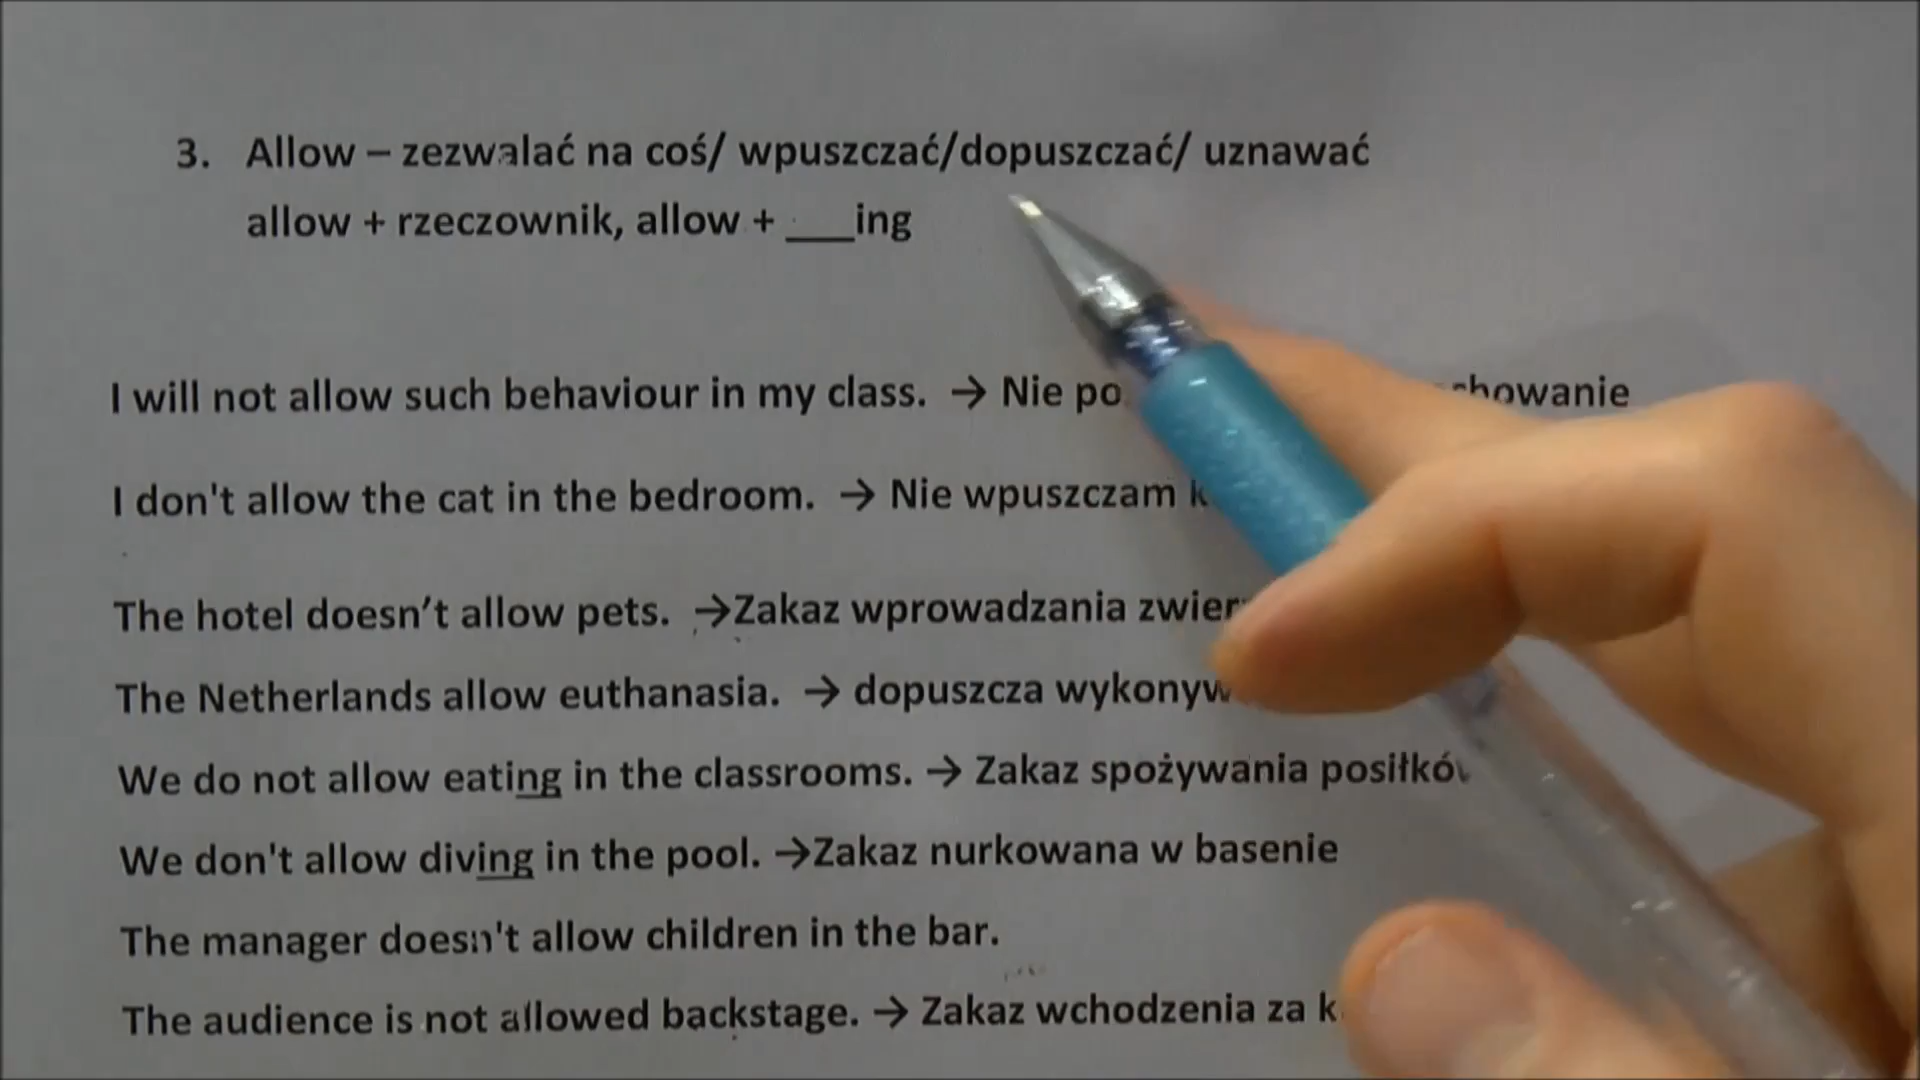 3. Allow – zezwalać na coś/ wpuszczać/dopuszczać/ uznawać
allow + rzeczownik, allow + ___ing
I will not allow such behaviour in my class. → Nie
I don't allow the cat in the bedroom. → Nie wpuszczam
The hotel doesn't allow pets. →Zakaz wprowadzania
The Netherlands allow euthanasia. → dopuszcza
We do not allow eating in the classrooms. → Zakaz spożywania posiłków
We don't allow diving in the pool. →Zakaz nurkowana w basenie
The manager doesn't allow children in the bar.
The audience is not allowed backstage. → Zakaz wchodzenia za